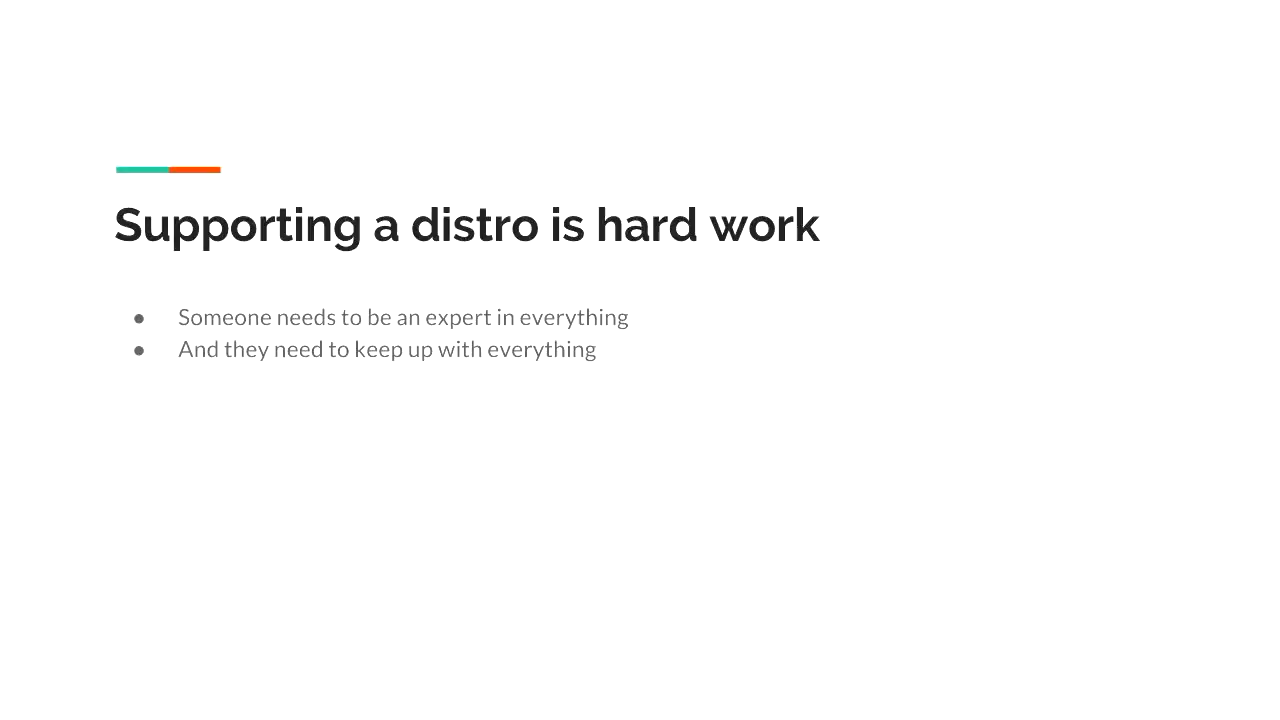 Supporting a distro is hard work
● Someone needs to be an expert in everything
● And they need to keep up with everything